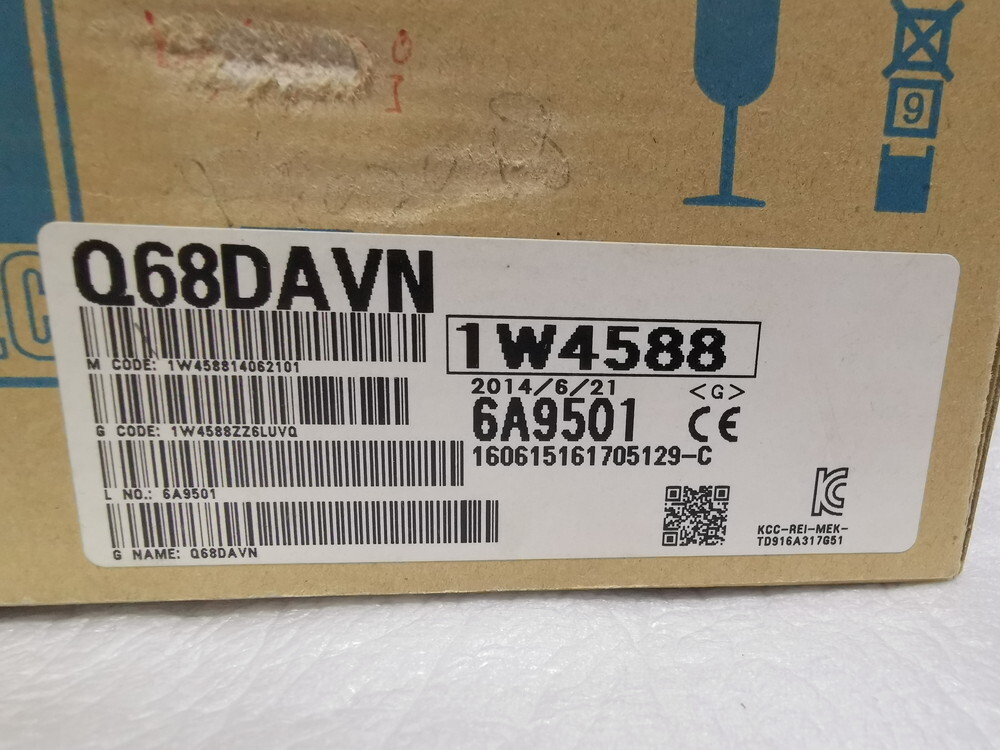 9
Q68DAVN
1W4588
M CODE: 1W458814062101
2014/6/21 <G>
6A9501 CE
G CODE: 1W4588ZZ6LUVQ
160615161705129-C
L NO.: 6A9501
KCC-REI-MEK-
TD916A317G51
G NAME: Q68DAVN